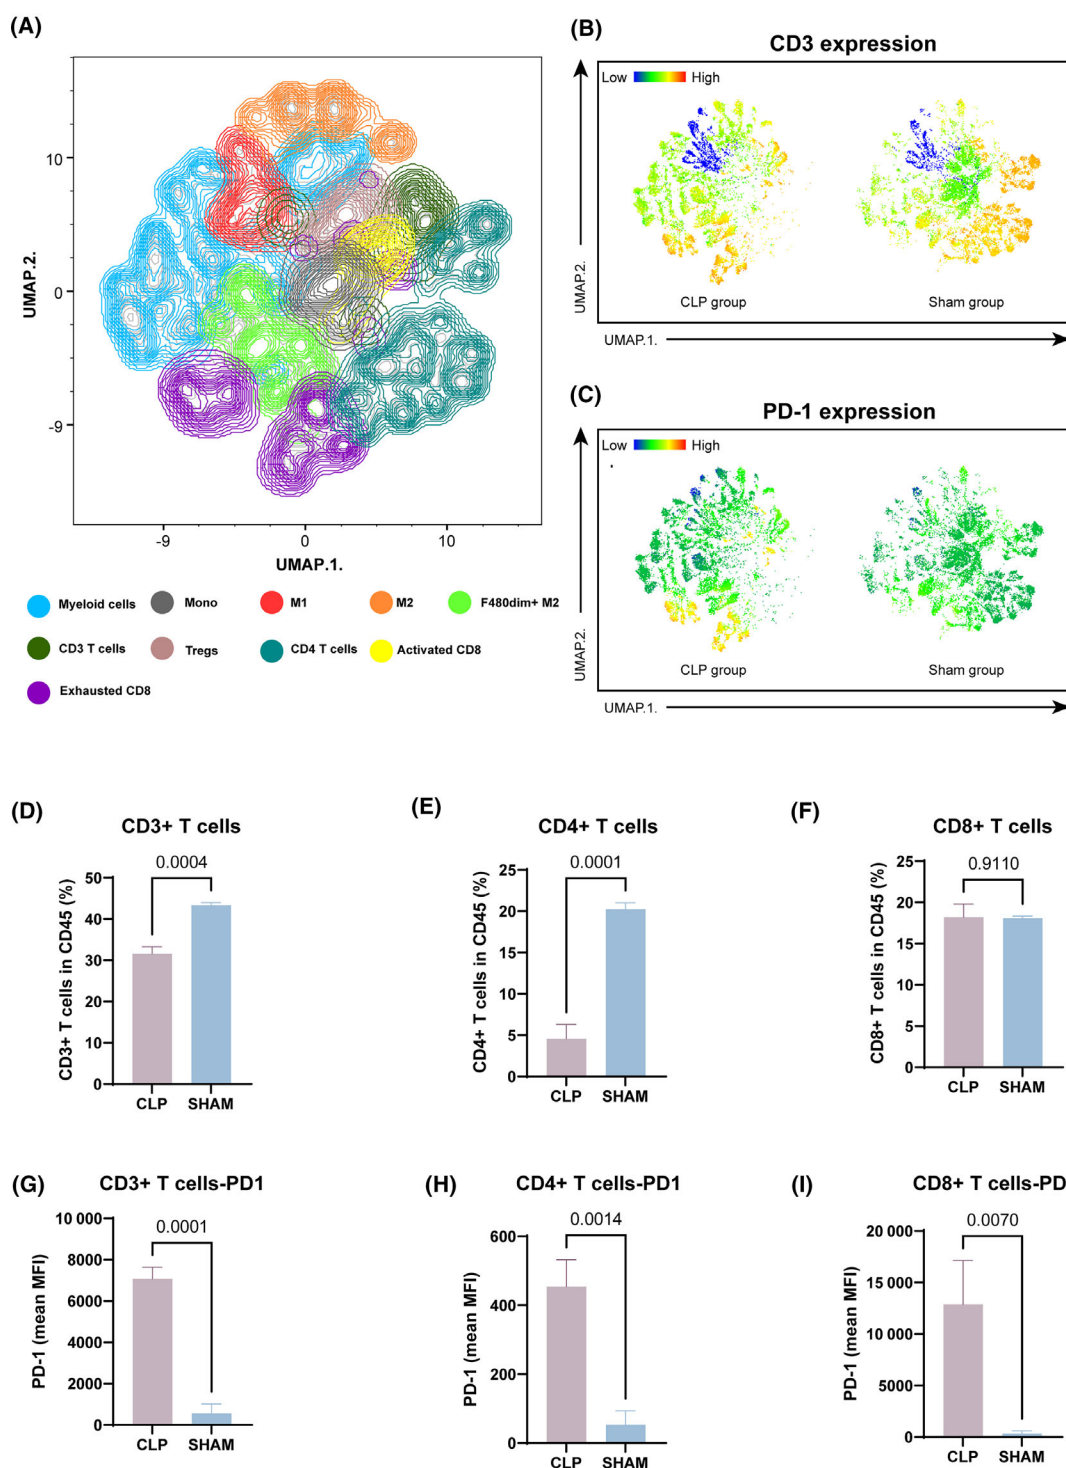 (A)
UMAP.2.
10
0
-9
-9
0
10
UMAP.1.
Myeloid cells
Mono
M1
M2
F480dim+ M2
CD3 T cells
Tregs
CD4 T cells
Activated CD8
Exhausted CD8
(B)
CD3 expression
Low
High
UMAP.2.
CLP group
Sham group
UMAP.1.
(C)
PD-1 expression
Low
High
UMAP.2.
CLP group
Sham group
UMAP.1.
(D)
CD3+ T cells
0.0004
CD3+ T cells in CD45 (%)
50
40
30
20
10
0
CLP
SHAM
(E)
CD4+ T cells
0.0001
CD4+ T cells in CD45 (%)
25
20
15
10
5
0
CLP
SHAM
(F)
CD8+ T cells
0.9110
CD8+ T cells in CD45 (%)
25
20
15
10
5
0
CLP
SHAM
(G)
CD3+ T cells-PD1
0.0001
PD-1 (mean MFI)
10 000
8000
6000
4000
2000
0
CLP
SHAM
(H)
CD4+ T cells-PD1
0.0014
PD-1 (mean MFI)
600
400
200
0
CLP
SHAM
(I)
CD8+ T cells-PD
0.0070
PD-1 (mean MFI)
20 000
15 000
10 000
5000
0
CLP
SHAM